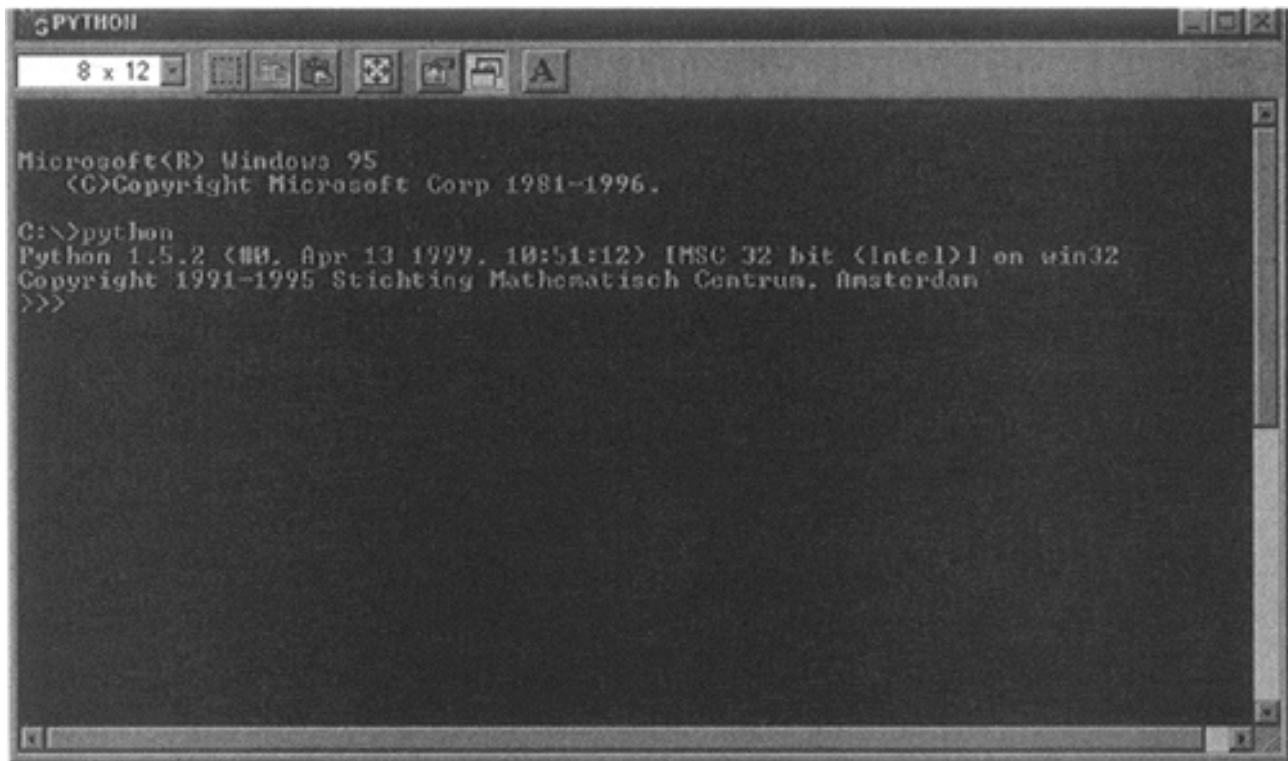 PYTHON
8 x 12
A
Microsoft(R) Windows 95
(C)Copyright Microsoft Corp 1981-1996.
C:\>python
Python 1.5.2 (#0, Apr 13 1999, 10:51:12) [MSC 32 bit (Intel)] on win32
Copyright 1991-1995 Stichting Mathematisch Centrum, Amsterdam
>>>